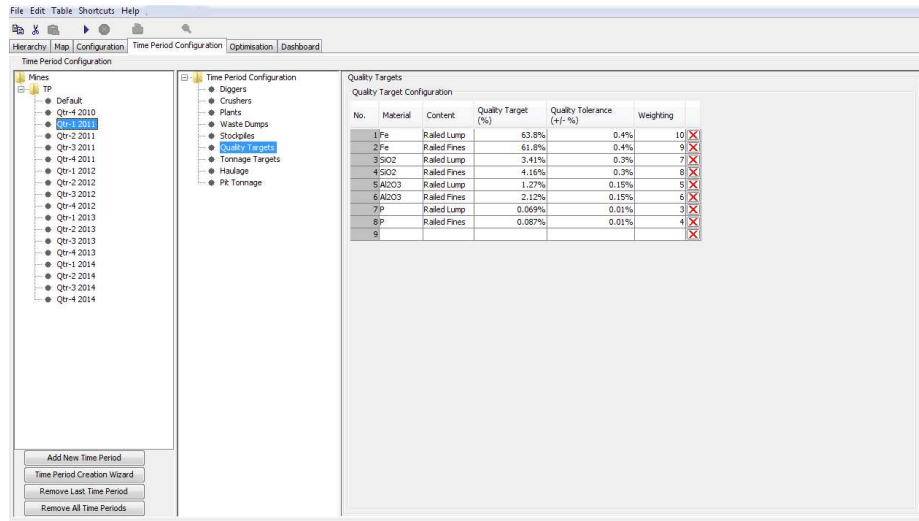 File Edit Table Shortcuts Help
Hierarchy Map Configuration Time Period Configuration Optimisation Dashboard
Time Period Configuration
Mines
TP
Default
Qtr-4 2010
Qtr-1 2011
Qtr-2 2011
Qtr-3 2011
Qtr-4 2011
Qtr-1 2012
Qtr-2 2012
Qtr-3 2012
Qtr-4 2012
Qtr-1 2013
Qtr-2 2013
Qtr-3 2013
Qtr-4 2013
Qtr-1 2014
Qtr-2 2014
Qtr-3 2014
Qtr-4 2014
Add New Time Period
Time Period Creation Wizard
Remove Last Time Period
Remove All Time Periods
Time Period Configuration
Diggers
Crushers
Plants
Waste Dumps
Stockpiles
Quality Targets
Tonnage Targets
Haulage
Pit Tonnage
Quality Targets
Quality Target Configuration
No. Material Content Quality Target (%) Quality Tolerance (+/- %) Weighting
1 Fe Railed Lump 63.8% 0.4% 10
2 Fe Railed Fines 61.8% 0.4% 9
3 SiO2 Railed Lump 3.41% 0.3% 7
4 SiO2 Railed Fines 4.16% 0.3% 8
5 Al2O3 Railed Lump 1.27% 0.15% 5
6 Al2O3 Railed Fines 2.12% 0.15% 6
7 P Railed Lump 0.069% 0.01% 3
8 P Railed Fines 0.087% 0.01% 4
9